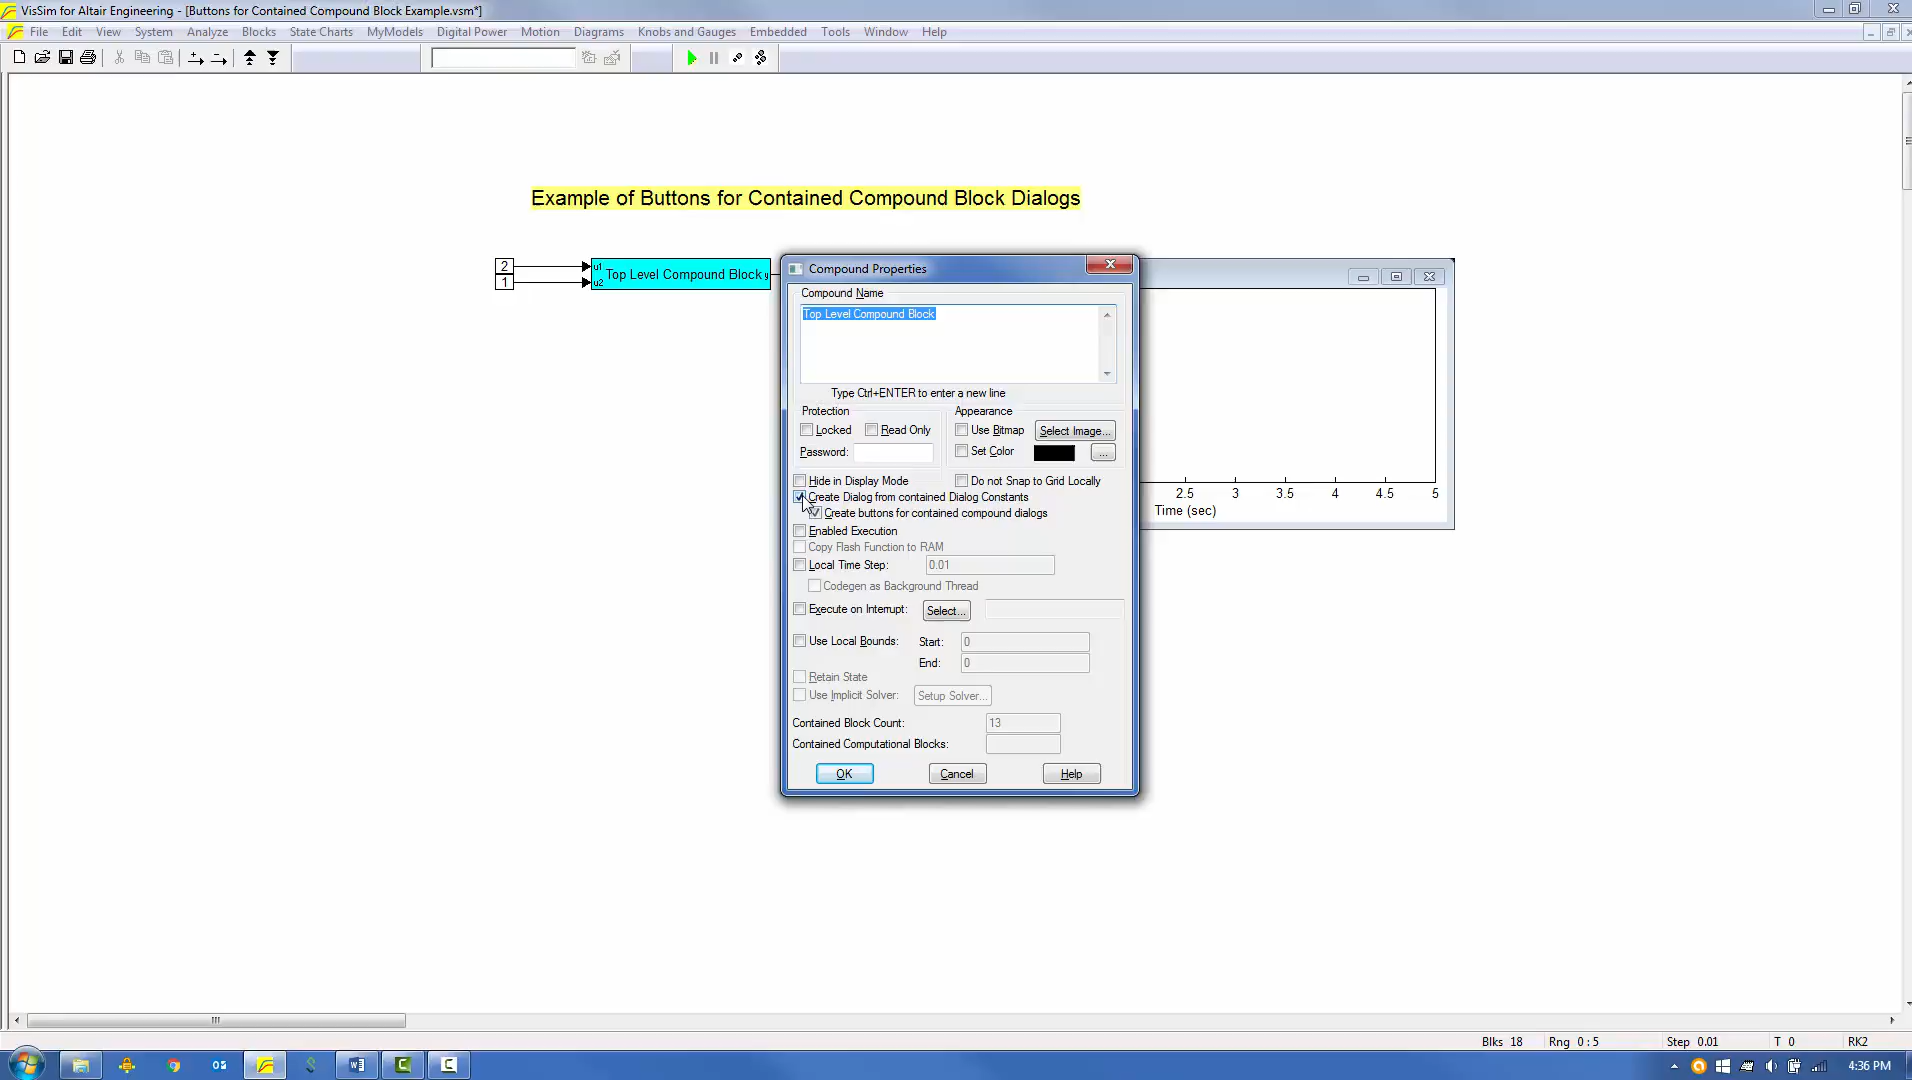 VisSim for Altair Engineering - [Buttons for Contained Compound Block Example.vsm*]
File Edit View System Analyze Blocks State Charts MyModels Digital Power Motion Diagrams Knobs and Gauges Embedded Tools Window Help
Example of Buttons for Contained Compound Block Dialogs
2
1
u1
u2
Top Level Compound Block
y
Compound Properties
Compound Name
Top Level Compound Block
Type Ctrl+ENTER to enter a new line
Protection
Locked
Read Only
Password:
Appearance
Use Bitmap
Select Image...
Set Color
...
Hide in Display Mode
Do not Snap to Grid Locally
Create Dialog from contained Dialog Constants
Create buttons for contained compound dialogs
Enabled Execution
Copy Flash Function to RAM
Local Time Step: 0.01
Codegen as Background Thread
Execute on Interrupt: Select...
Use Local Bounds: Start: 0
End: 0
Retain State
Use Implicit Solver: Setup Solver...
Contained Block Count: 13
Contained Computational Blocks:
OK Cancel Help
2.5 3 3.5 4 4.5 5
Time (sec)
Blks 18 Rng 0 : 5 Step 0.01 T 0 RK2
4:36 PM